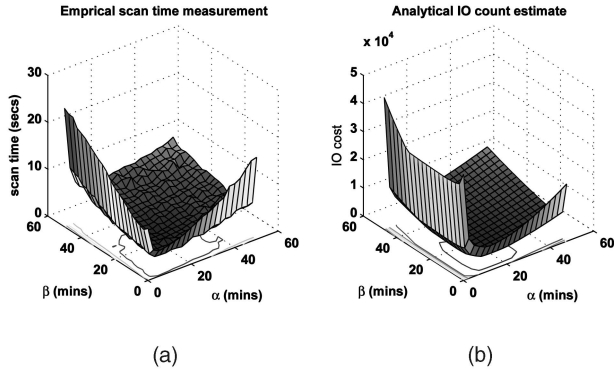 Emprical scan time measurement
30
20
10
0
scan time (secs)
60
40
20
0
β (mins)
0
20
40
60
α (mins)
(a)
Analytical IO count estimate
x 10^4
5
4
3
2
1
0
IO cost
60
40
20
0
β (mins)
0
20
40
60
α (mins)
(b)